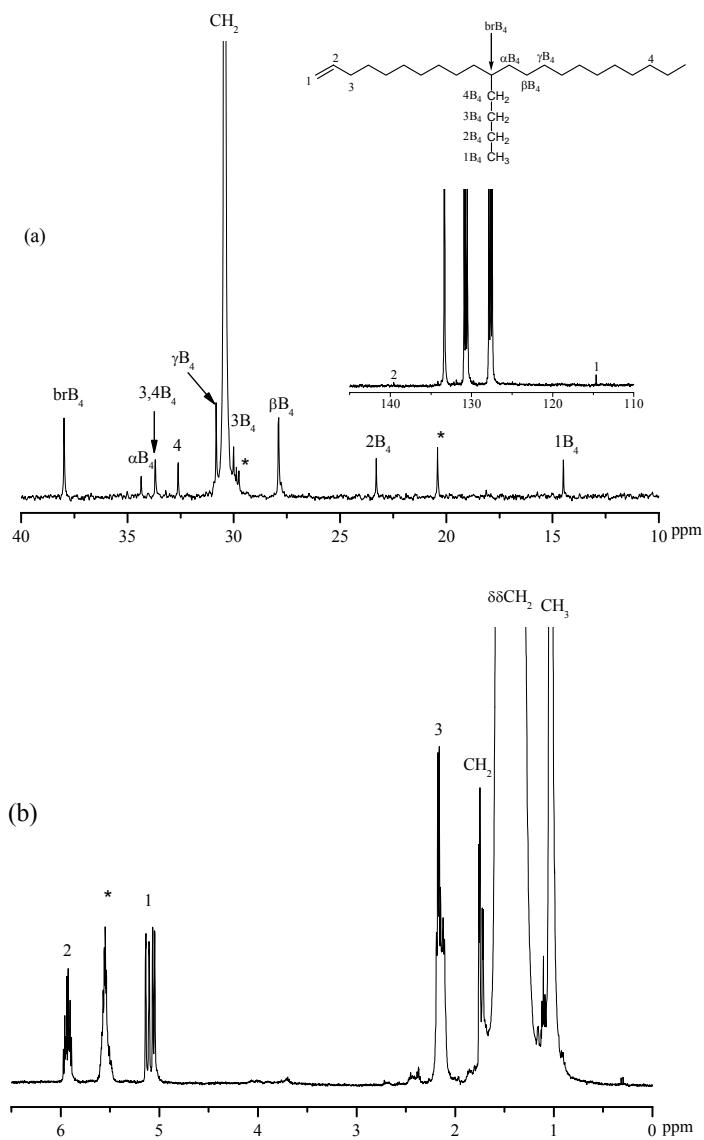 CH2
brB4
2
αB4
γB4
4
1
3
βB4
4B4 CH2
3B4 CH2
2B4 CH2
1B4 CH3
(a)
γB4
3,4B4
brB4
αB4
4
3B4
*
βB4
2B4
*
1B4
2
1
140 130 120 110
40 35 30 25 20 15 10 ppm
δδCH2 CH3
3
CH2
(b)
*
1
2
6 5 4 3 2 1 0 ppm